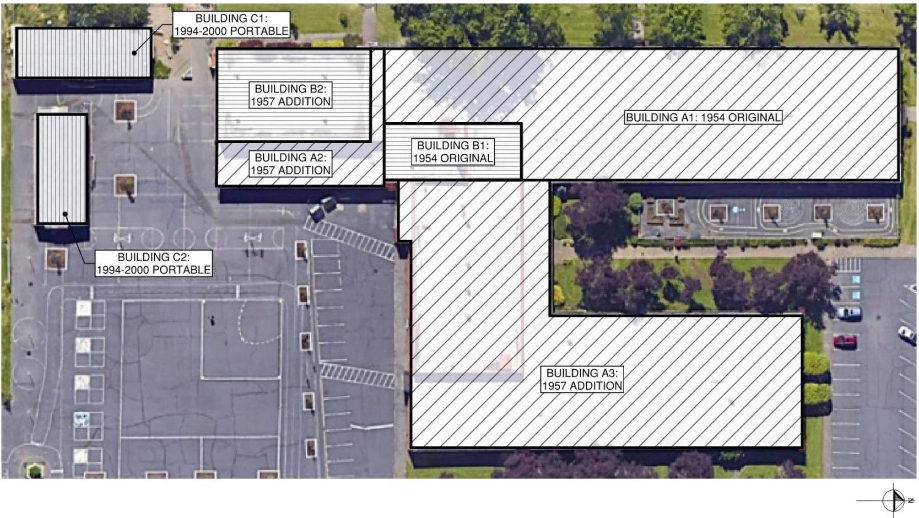 BUILDING C1:
1994-2000 PORTABLE
BUILDING B2:
1957 ADDITION
BUILDING A1: 1954 ORIGINAL
BUILDING B1:
1954 ORIGINAL
BUILDING A2:
1957 ADDITION
BUILDING C2:
1994-2000 PORTABLE
BUILDING A3:
1957 ADDITION
N